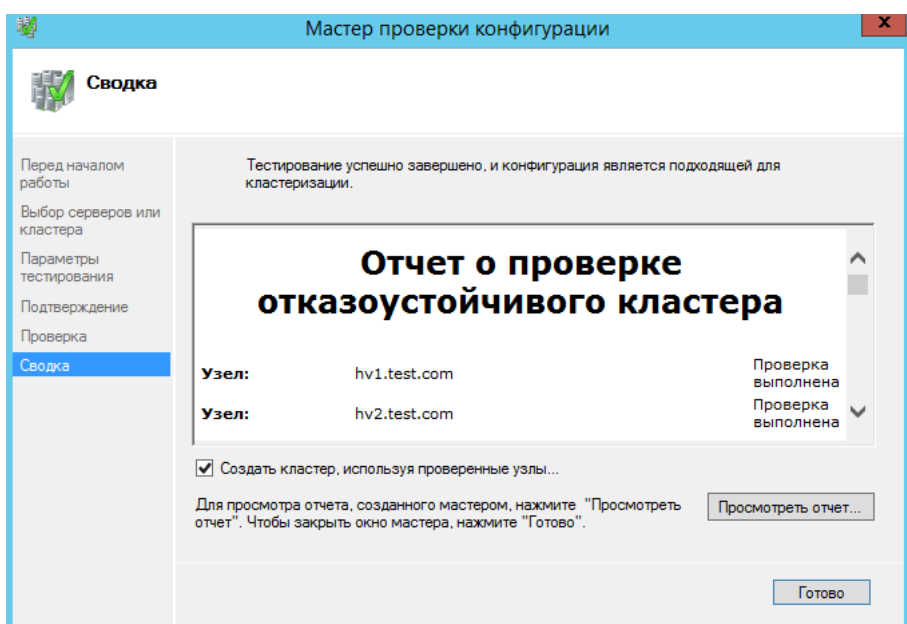 Мастер проверки конфигурации
x
Сводка
Перед началом
работы
Выбор серверов или
кластера
Параметры
тестирования
Подтверждение
Проверка
Сводка
Тестирование успешно завершено, и конфигурация является подходящей для
кластеризации.
Отчет о проверке
отказоустойчивого кластера
Узел: hv1.test.com Проверка
выполнена
Узел: hv2.test.com Проверка
выполнена
Создать кластер, используя проверенные узлы...
Для просмотра отчета, созданного мастером, нажмите "Просмотреть
отчет". Чтобы закрыть окно мастера, нажмите "Готово".
Просмотреть отчет...
Готово